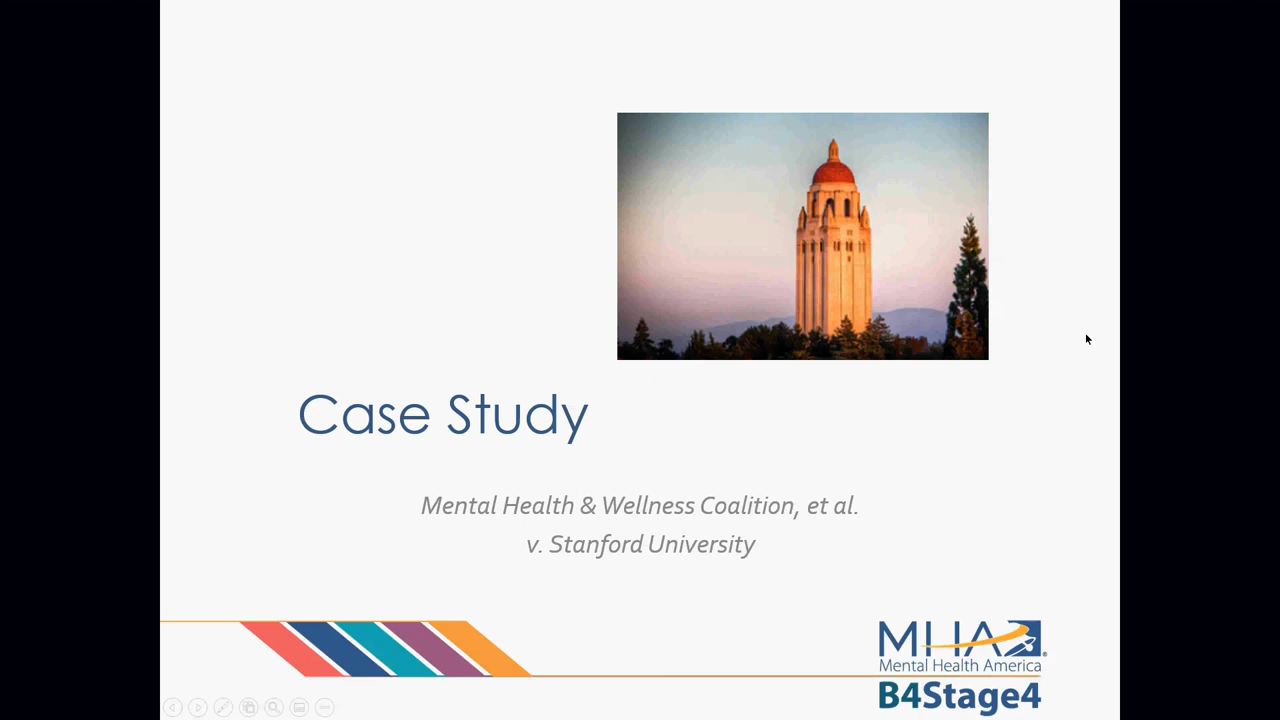 Case Study
Mental Health & Wellness Coalition, et al.
v. Stanford University
MHA
Mental Health America
B4Stage4